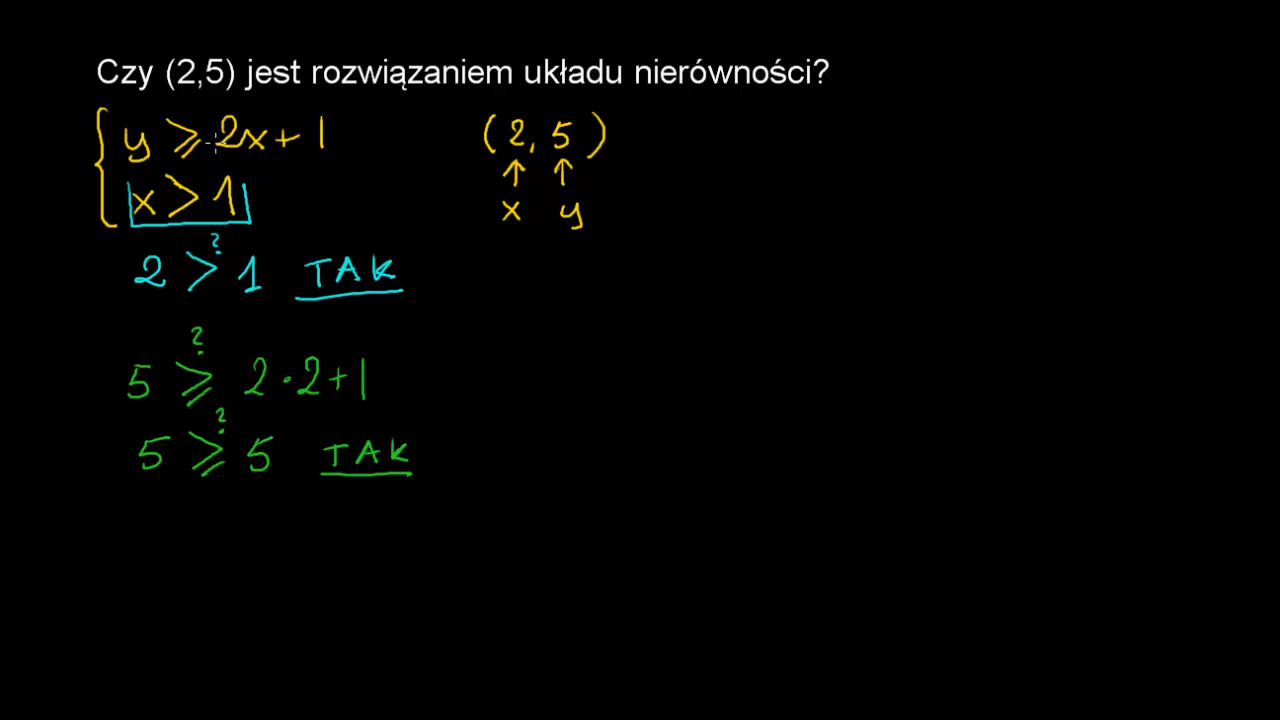 Czy (2,5) jest rozwiązaniem układu nierówności?
{ y ⩾ 2x + 1 ( 2, 5 )
x > 1 ↑ ↑
x y
2 >? 1 TAK
5 ⩾? 2 · 2 + 1
5 ⩾? 5 TAK